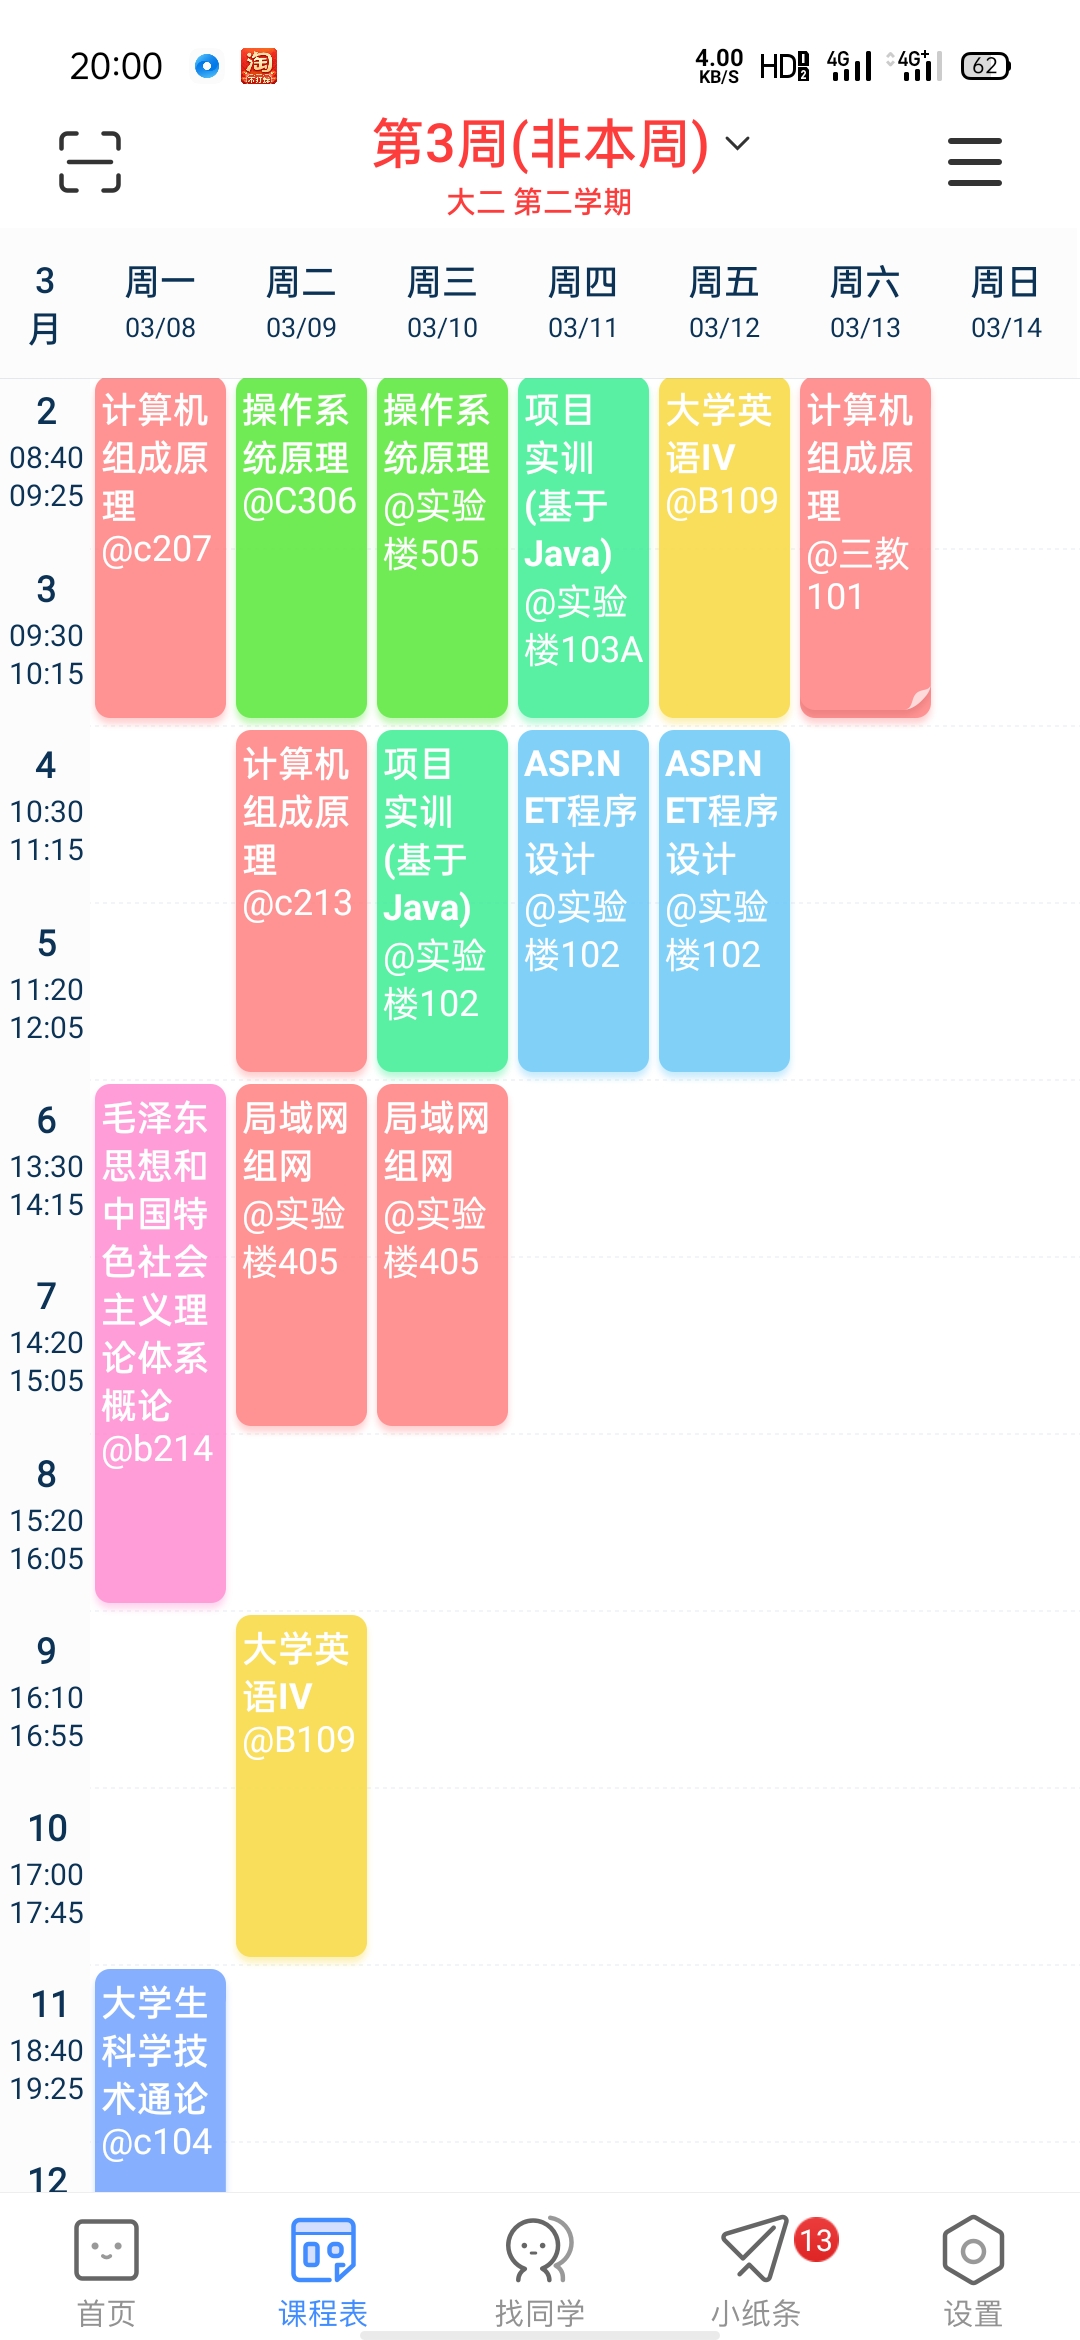 20:00
淘
4.00
KB/S
HD
1
2
4G
4G+
62
第3周(非本周)
大二 第二学期
3
月
周一
03/08
周二
03/09
周三
03/10
周四
03/11
周五
03/12
周六
03/13
周日
03/14
2
08:40
09:25
3
09:30
10:15
4
10:30
11:15
5
11:20
12:05
6
13:30
14:15
7
14:20
15:05
8
15:20
16:05
9
16:10
16:55
10
17:00
17:45
11
18:40
19:25
12
计算机
组成原
理
@c207
毛泽东
思想和
中国特
色社会
主义理
论体系
概论
@b214
大学生
科学技
术通论
@c104
操作系
统原理
@C306
计算机
组成原
理
@c213
局域网
组网
@实验
楼405
大学英
语IV
@B109
操作系
统原理
@实验
楼505
项目
实训
(基于
Java)
@实验
楼102
局域网
组网
@实验
楼405
项目
实训
(基于
Java)
@实验
楼103A
ASP.N
ET程序
设计
@实验
楼102
大学英
语IV
@B109
ASP.N
ET程序
设计
@实验
楼102
计算机
组成原
理
@三教
101
首页
课程表
找同学
小纸条
13
设置